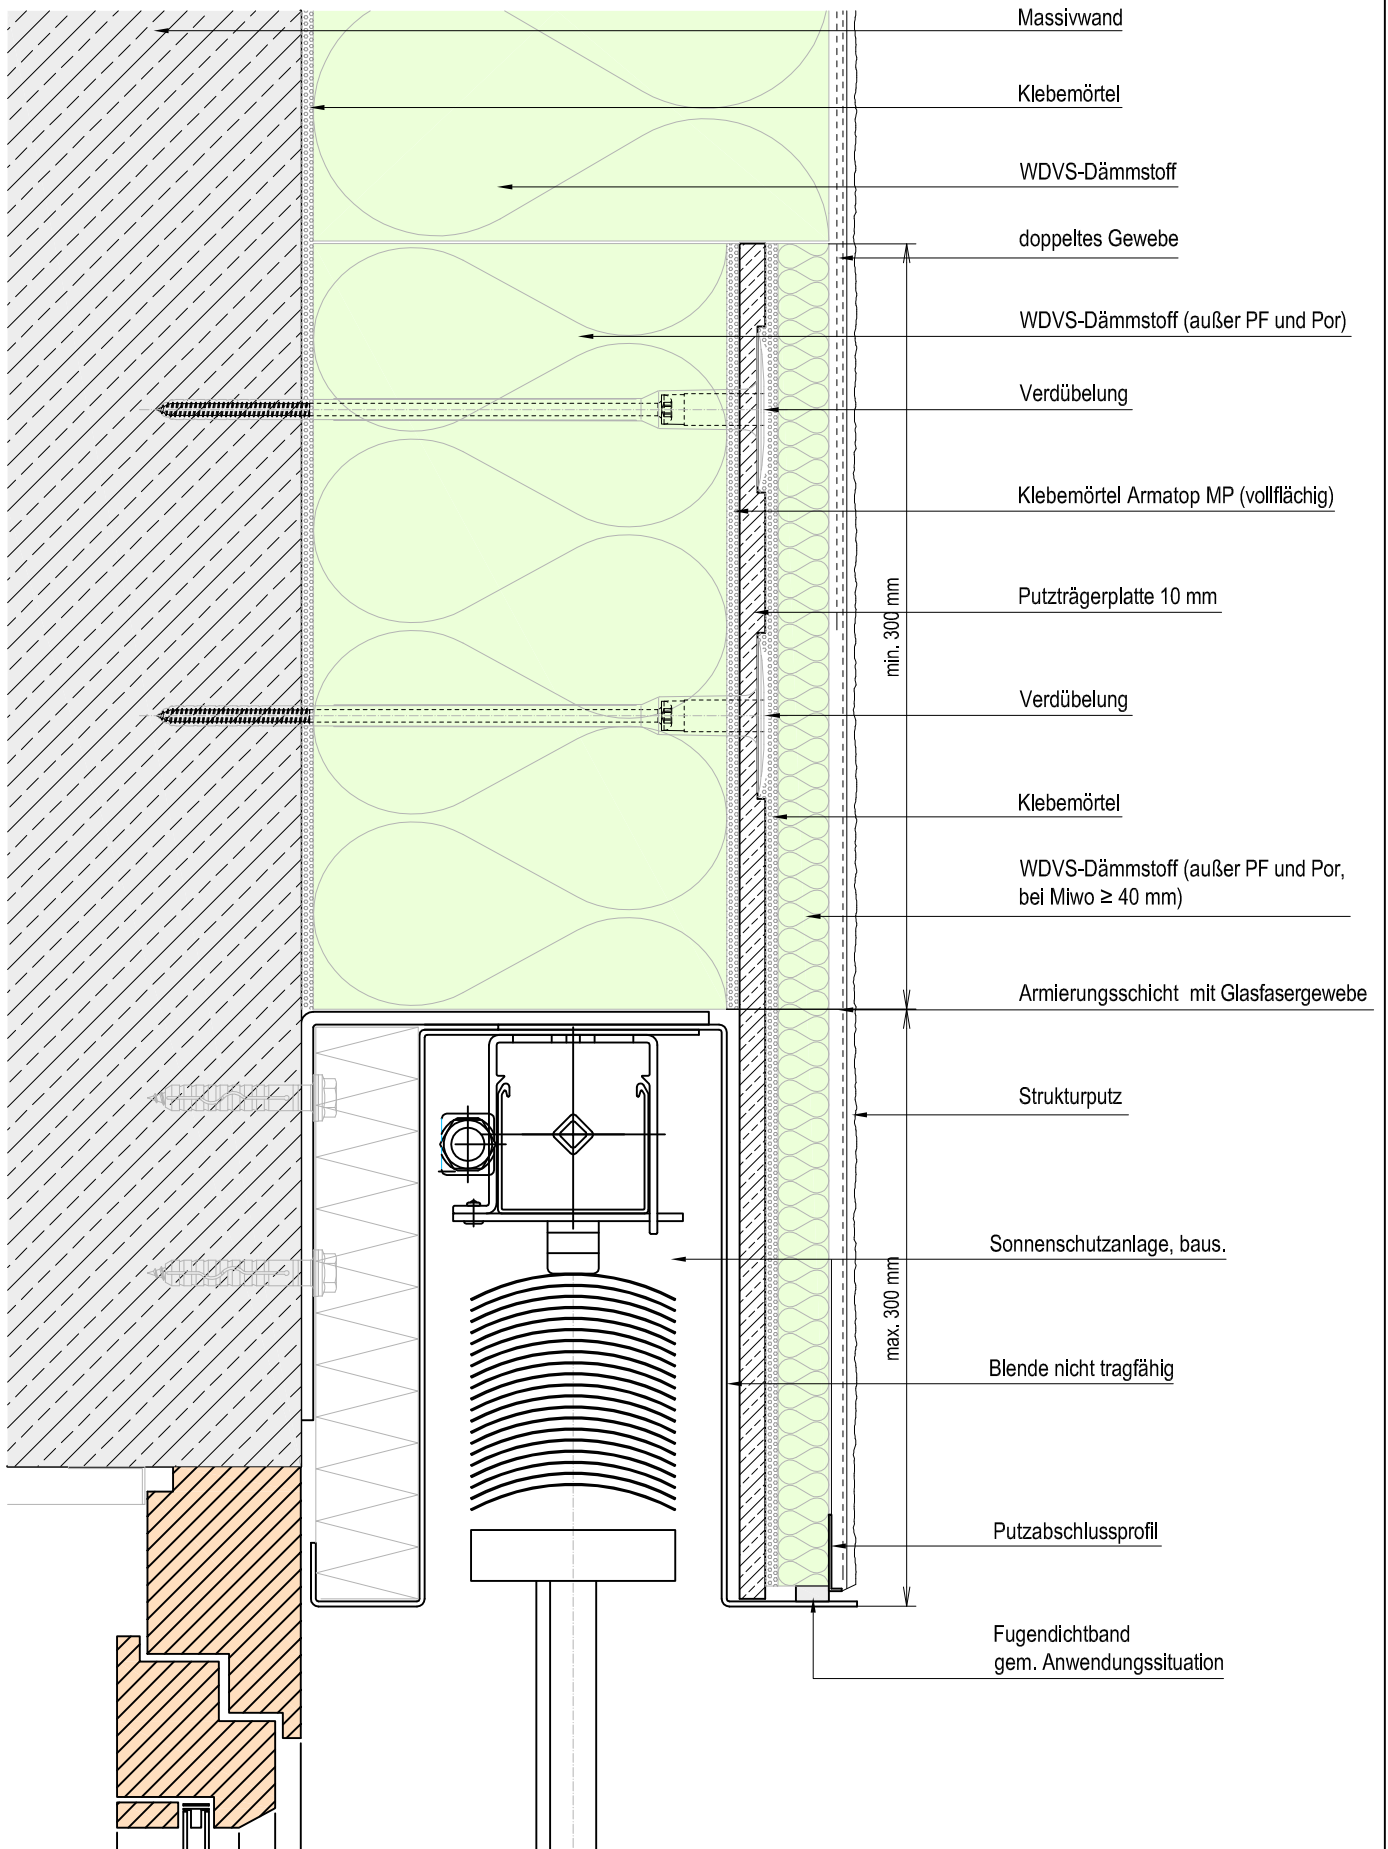 Massivwand
Klebemörtel
WDVS-Dämmstoff
doppeltes Gewebe
WDVS-Dämmstoff (außer PF und Por)
Verdübelung
Klebemörtel Armatop MP (vollflächig)
min. 300 mm
Putzträgerplatte 10 mm
Verdübelung
Klebemörtel
WDVS-Dämmstoff (außer PF und Por,
bei Miwo ≥ 40 mm)
Armierungsschicht mit Glasfasergewebe
Strukturputz
Sonnenschutzanlage, baus.
max. 300 mm
Blende nicht tragfähig
Putzabschlussprofil
Fugendichtband
gem. Anwendungssituation